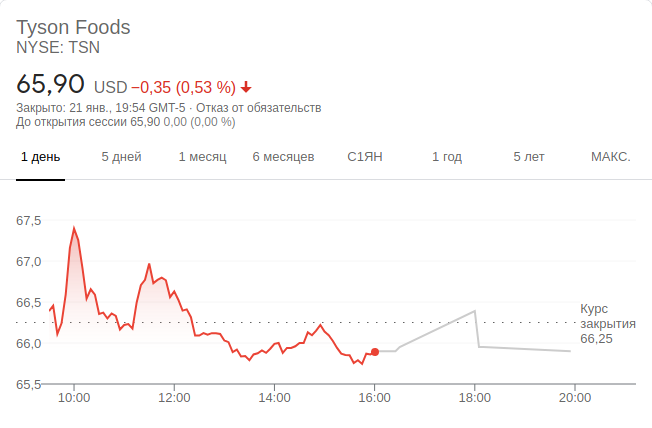 Tyson Foods
NYSE: TSN
65,90 USD −0,35 (0,53 %)
Закрыто: 21 янв., 19:54 GMT-5 · Отказ от обязательств
До открытия сессии 65,90 0,00 (0,00 %)
1 день 5 дней 1 месяц 6 месяцев С1ЯН 1 год 5 лет МАКС.
67,5
67,0
66,5
Курс
закрытия
66,25
66,0
65,5
10:00 12:00 14:00 16:00 18:00 20:00